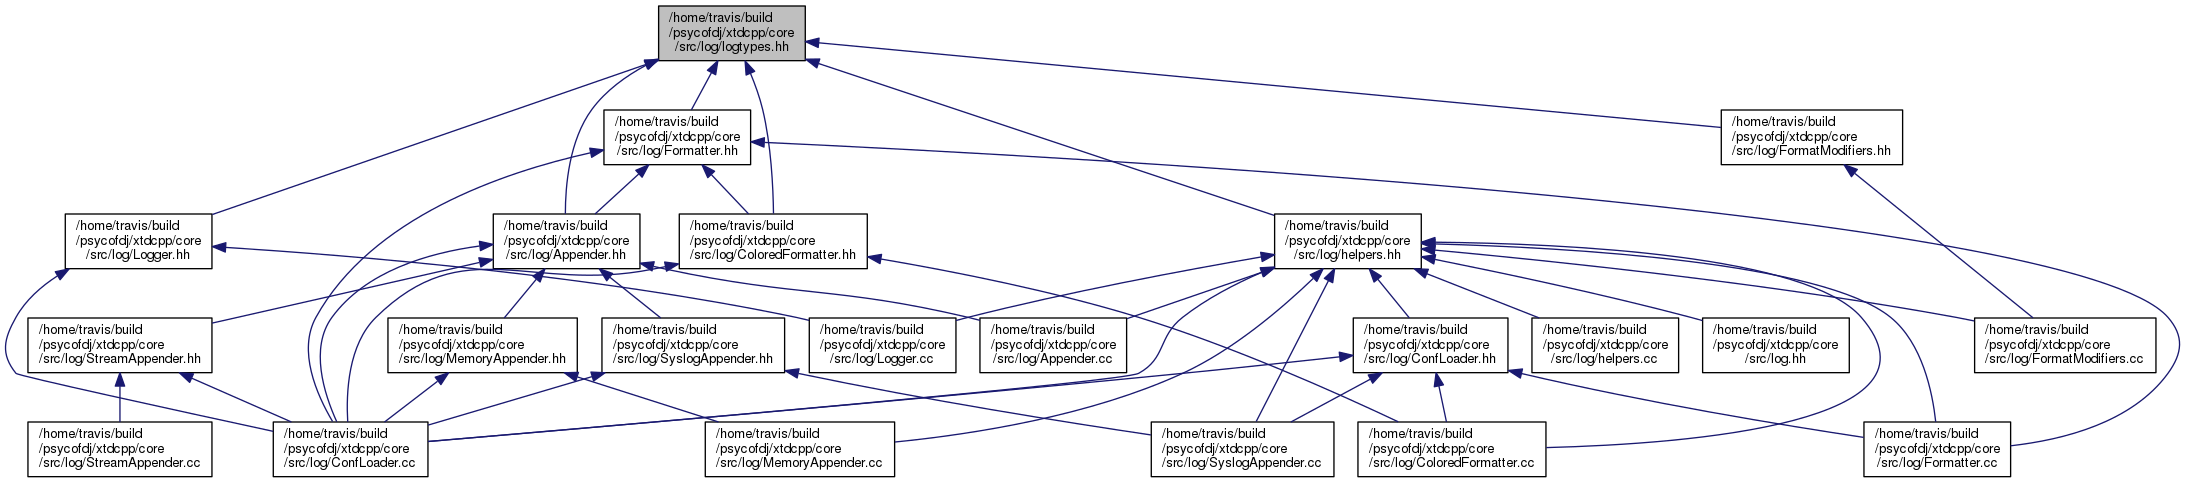 /home/travis/build
/psycofdj/xtdcpp/core
/src/log/logtypes.hh
/home/travis/build
/psycofdj/xtdcpp/core
/src/log/Formatter.hh
/home/travis/build
/psycofdj/xtdcpp/core
/src/log/FormatModifiers.hh
/home/travis/build
/psycofdj/xtdcpp/core
/src/log/Logger.hh
/home/travis/build
/psycofdj/xtdcpp/core
/src/log/Appender.hh
/home/travis/build
/psycofdj/xtdcpp/core
/src/log/ColoredFormatter.hh
/home/travis/build
/psycofdj/xtdcpp/core
/src/log/helpers.hh
/home/travis/build
/psycofdj/xtdcpp/core
/src/log/StreamAppender.hh
/home/travis/build
/psycofdj/xtdcpp/core
/src/log/MemoryAppender.hh
/home/travis/build
/psycofdj/xtdcpp/core
/src/log/SyslogAppender.hh
/home/travis/build
/psycofdj/xtdcpp/core
/src/log/Logger.cc
/home/travis/build
/psycofdj/xtdcpp/core
/src/log/Appender.cc
/home/travis/build
/psycofdj/xtdcpp/core
/src/log/ConfLoader.hh
/home/travis/build
/psycofdj/xtdcpp/core
/src/log/helpers.cc
/home/travis/build
/psycofdj/xtdcpp/core
/src/log.hh
/home/travis/build
/psycofdj/xtdcpp/core
/src/log/FormatModifiers.cc
/home/travis/build
/psycofdj/xtdcpp/core
/src/log/StreamAppender.cc
/home/travis/build
/psycofdj/xtdcpp/core
/src/log/ConfLoader.cc
/home/travis/build
/psycofdj/xtdcpp/core
/src/log/MemoryAppender.cc
/home/travis/build
/psycofdj/xtdcpp/core
/src/log/SyslogAppender.cc
/home/travis/build
/psycofdj/xtdcpp/core
/src/log/ColoredFormatter.cc
/home/travis/build
/psycofdj/xtdcpp/core
/src/log/Formatter.cc